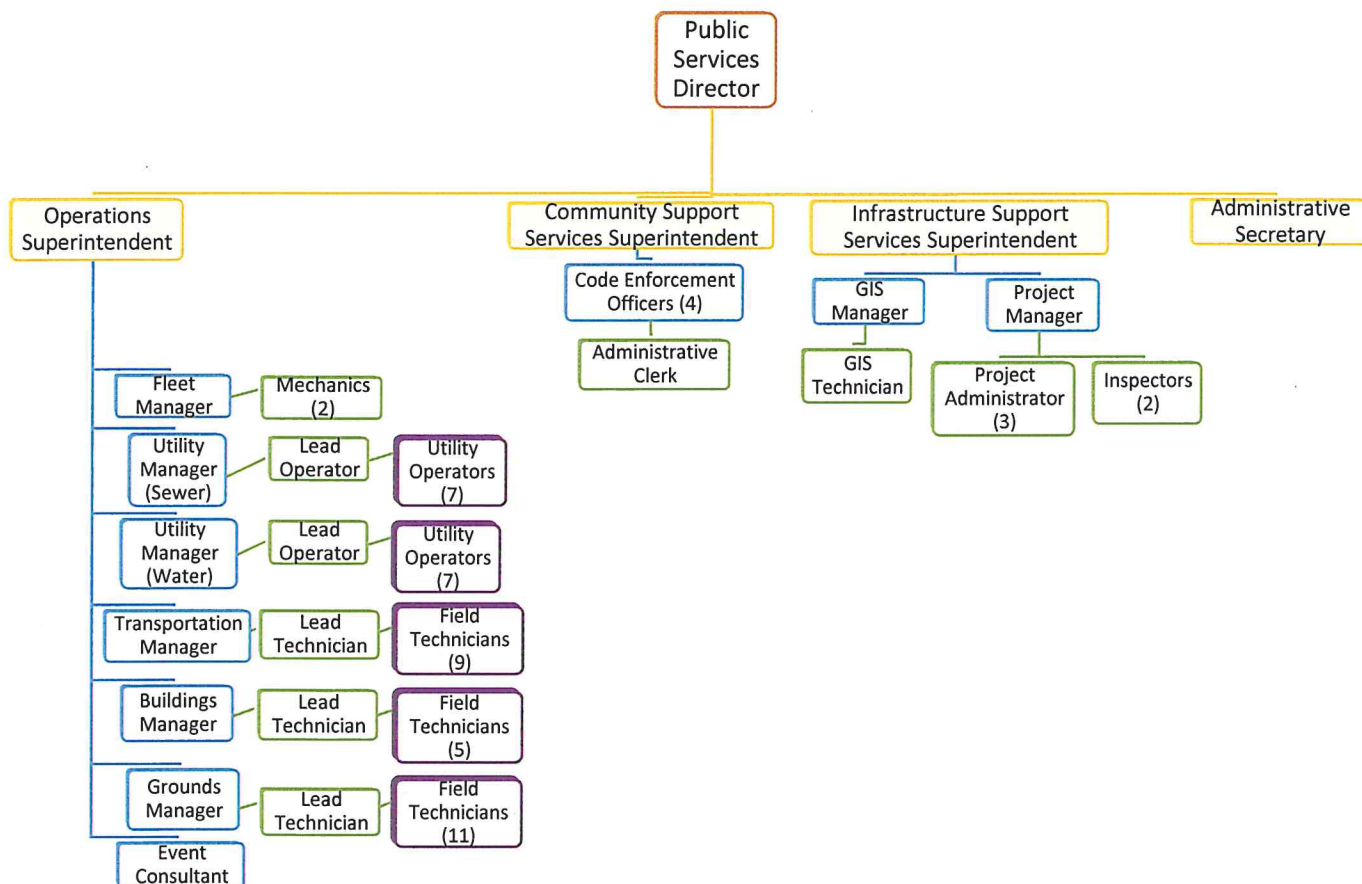 Public
Services
Director
Operations
Superintendent
Community Support
Services Superintendent
Infrastructure Support
Services Superintendent
Administrative
Secretary
Code Enforcement
Officers (4)
GIS
Manager
Project
Manager
Administrative
Clerk
GIS
Technician
Project
Administrator
(3)
Inspectors
(2)
Fleet
Manager
Mechanics
(2)
Utility
Manager
(Sewer)
Lead
Operator
Utility
Operators
(7)
Utility
Manager
(Water)
Lead
Operator
Utility
Operators
(7)
Transportation
Manager
Lead
Technician
Field
Technicians
(9)
Buildings
Manager
Lead
Technician
Field
Technicians
(5)
Grounds
Manager
Lead
Technician
Field
Technicians
(11)
Event
Consultant